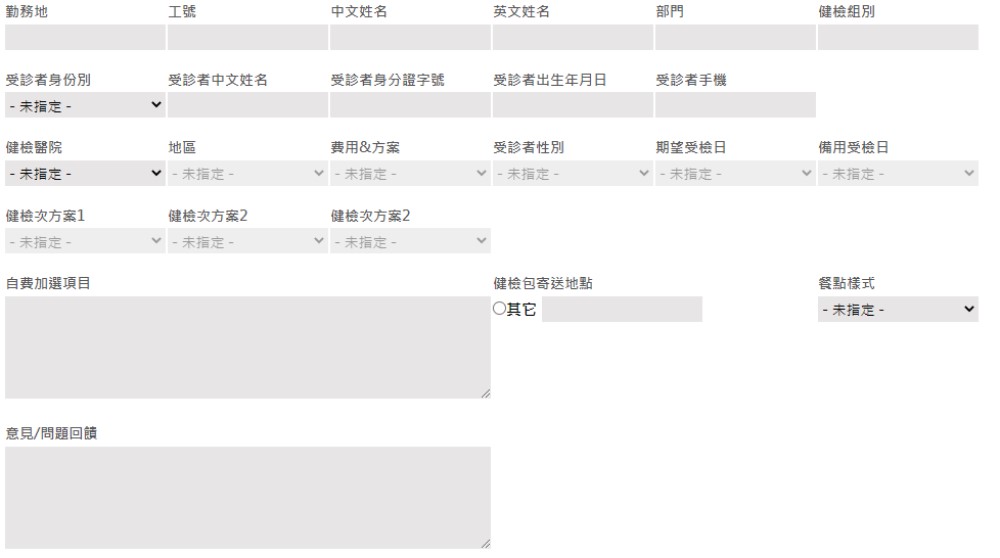 勤務地 工號 中文姓名 英文姓名 部門 健檢組別
受診者身份別 受診者中文姓名 受診者身分證字號 受診者出生年月日 受診者手機
- 未指定 -
健檢醫院 地區 費用&方案 受診者性別 期望受檢日 備用受檢日
- 未指定 - - 未指定 - - 未指定 - - 未指定 - - 未指定 - - 未指定 -
健檢次方案1 健檢次方案2 健檢次方案2
- 未指定 - - 未指定 - - 未指定 -
自費加選項目 健檢包寄送地點 餐點樣式
其它 - 未指定 -
意見/問題回饋